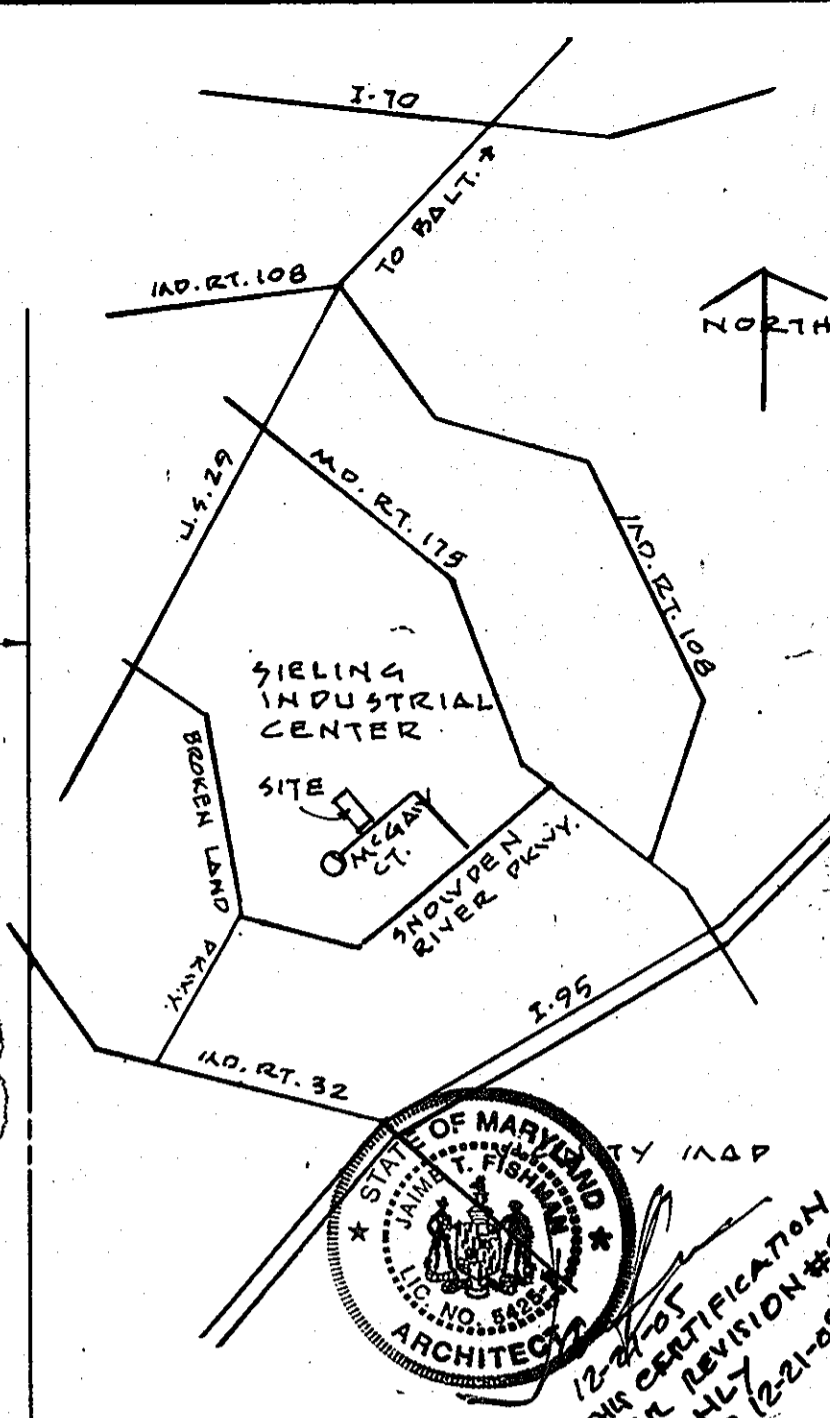 I-70
TO BALT.
MD. RT. 108
NORTH
U.S. 29
MD. RT. 175
MD. RT. 108
SIELING
INDUSTRIAL
CENTER
SITE
McGAW
CT.
BROKEN LAND
PKWY.
SNOWDEN
RIVER PKWY.
I-95
MD. RT. 32
TY MAP
STATE OF MARYLAND
JAIME T. FISHMAN
LIC. NO. 5425-
ARCHITECT
12-21-05
CERTIFICATION
REVISION #
12-21-05